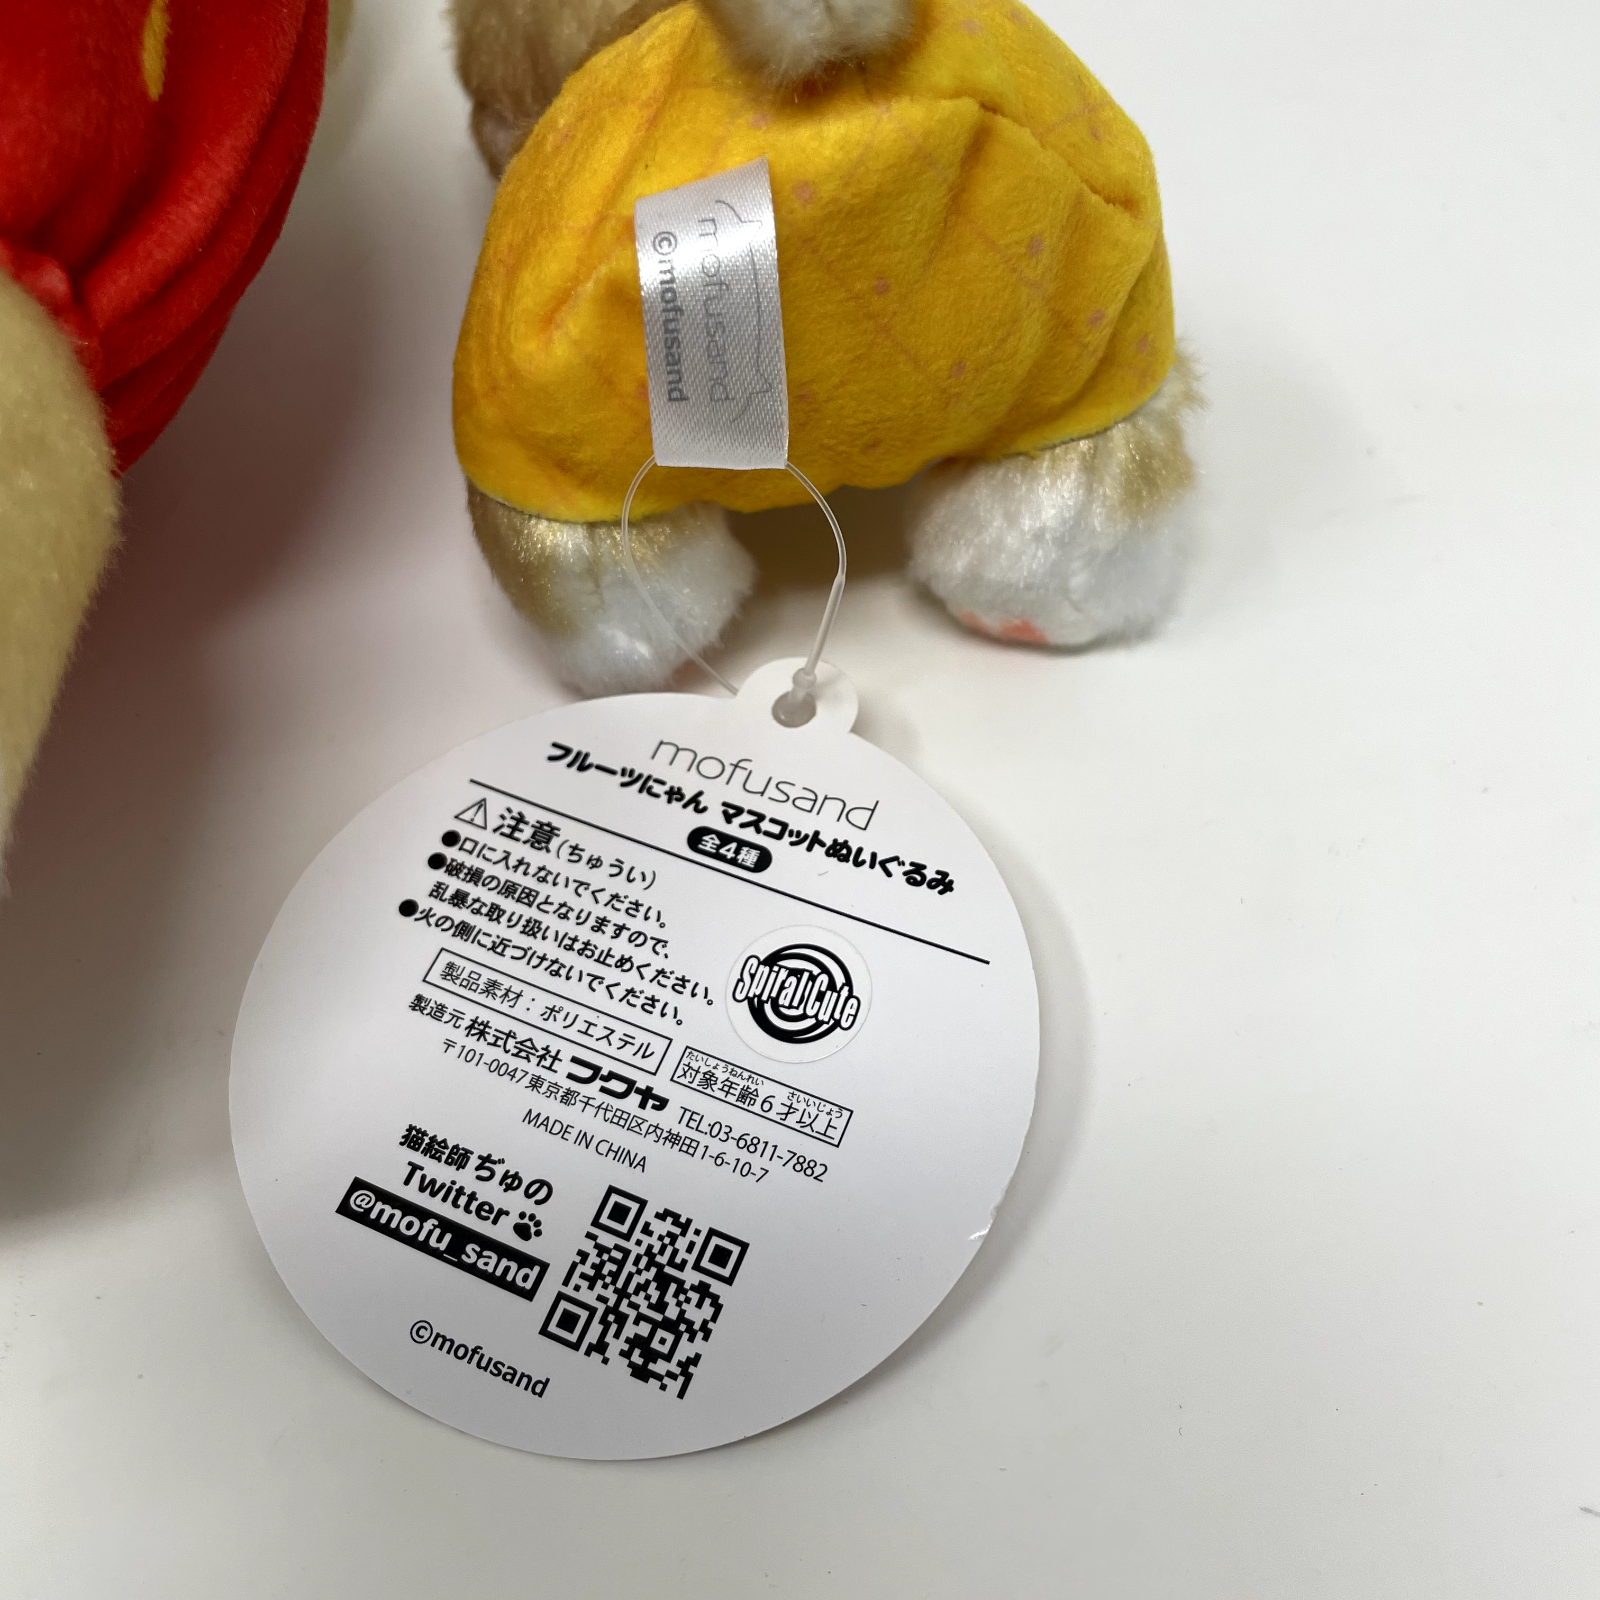 mofusand
©mofusand
mofusand
フルーツにゃん マスコットぬいぐるみ
全4種
注意(ちゅうい)
●口に入れないでください。
●破損の原因となりますので、
乱暴な取り扱いはお止めください。
●火の側に近づけないでください。
Spiral Cute
製品素材：ポリエステル
たいしょうねんれい さいいじょう
対象年齢6才以上
製造元 株式会社 フクヤ TEL:03-6811-7882
〒101-0047 東京都千代田区内神田1-6-10-7
MADE IN CHINA
猫絵師 ぢゅの
Twitter
@mofu_sand
©mofusand